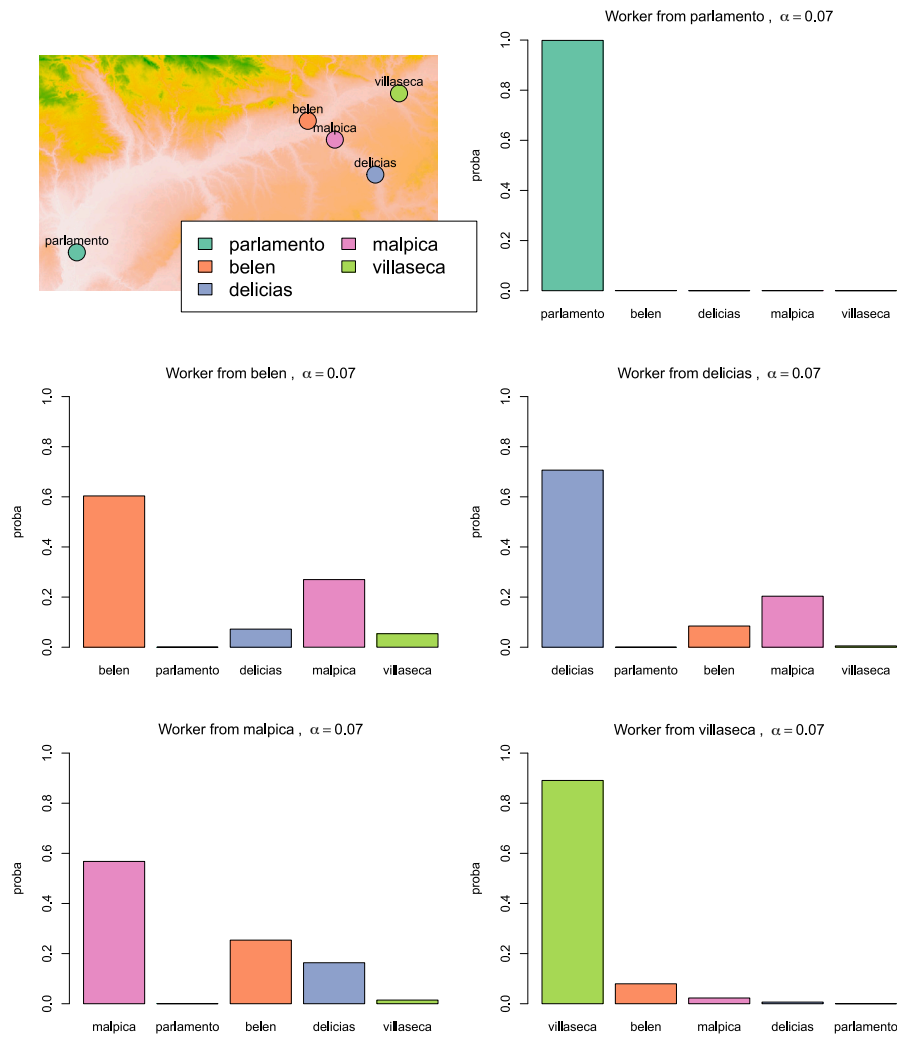 villaseca
belen
malpica
delicias
parlamento
parlamento
belen
delicias
malpica
villaseca
Worker from parlamento , α = 0.07
proba
0.0 0.2 0.4 0.6 0.8 1.0
parlamento belen delicias malpica villaseca
Worker from belen , α = 0.07
proba
0.0 0.2 0.4 0.6 0.8 1.0
belen parlamento delicias malpica villaseca
Worker from delicias , α = 0.07
proba
0.0 0.2 0.4 0.6 0.8 1.0
delicias parlamento belen malpica villaseca
Worker from malpica , α = 0.07
proba
0.0 0.2 0.4 0.6 0.8 1.0
malpica parlamento belen delicias villaseca
Worker from villaseca , α = 0.07
proba
0.0 0.2 0.4 0.6 0.8 1.0
villaseca belen malpica delicias parlamento